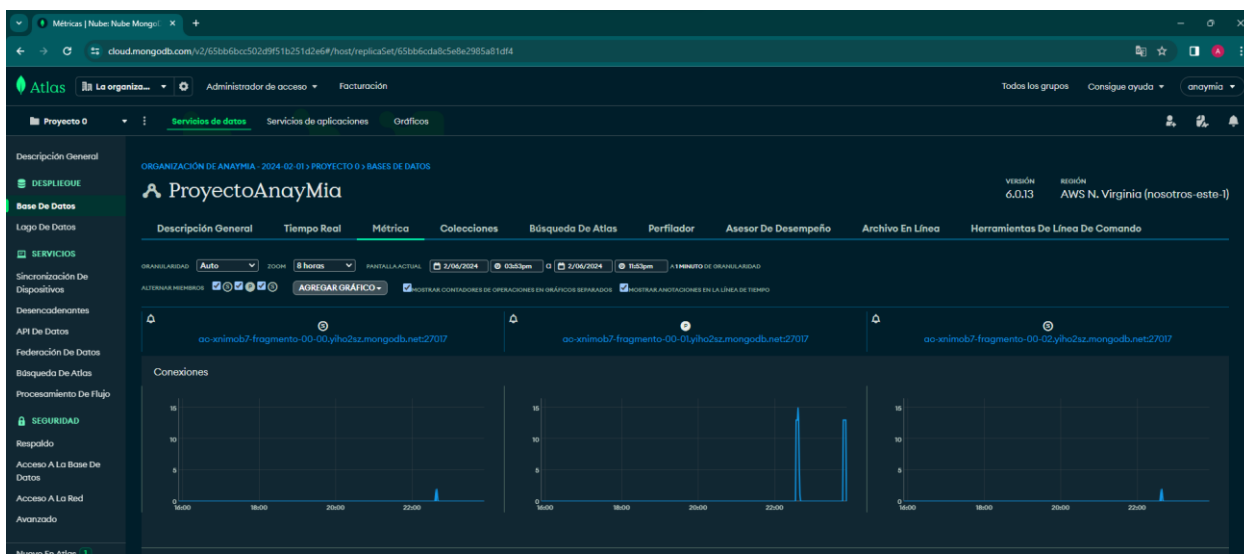 Métricas | Nube: Nube Mongo
cloud.mongodb.com/v2/65bb6bcc502d9f51b251d2e6#/host/replicaSet/65bb6cda8c5e8e2985a81df4
Atlas La organiza... Administrador de acceso Facturación Todos los grupos Consigue ayuda anaymia
Proyecto 0 Servicios de datos Servicios de aplicaciones Gráficos
Descripción General
DESPLIEGUE
Base De Datos
Lago De Datos
SERVICIOS
Sincronización De
Dispositivos
Desencadenantes
API De Datos
Federación De Datos
Búsqueda De Atlas
Procesamiento De Flujo
SEGURIDAD
Respaldo
Acceso A La Base De
Datos
Acceso A La Red
Avanzado
Nuevo En Atlas 1
ORGANIZACIÓN DE ANAYMIA - 2024-02-01 > PROYECTO 0 > BASES DE DATOS
ProyectoAnayMia
VERSIÓN REGIÓN
6.0.13 AWS N. Virginia (nosotros-este-1)
Descripción General Tiempo Real Métrica Colecciones Búsqueda De Atlas Perfilador Asesor De Desempeño Archivo En Línea Herramientas De Línea De Comando
GRANULARIDAD Auto ZOOM 8 horas PANTALLA ACTUAL 2/06/2024 03:53pm a 2/06/2024 11:53pm A 1 MINUTO DE GRANULARIDAD
ALTERNAR MIEMBROS S P S AGREGAR GRÁFICO MOSTRAR CONTADORES DE OPERACIONES EN GRÁFICOS SEPARADOS MOSTRAR ANOTACIONES EN LA LÍNEA DE TIEMPO
S P S
ac-xnimob7-fragmento-00-00.yiho2sz.mongodb.net:27017 ac-xnimob7-fragmento-00-01.yiho2sz.mongodb.net:27017 ac-xnimob7-fragmento-00-02.yiho2sz.mongodb.net:27017
Conexiones
15 15 15
10 10 10
5 5 5
0 0 0
16:00 18:00 20:00 22:00 16:00 18:00 20:00 22:00 16:00 18:00 20:00 22:00